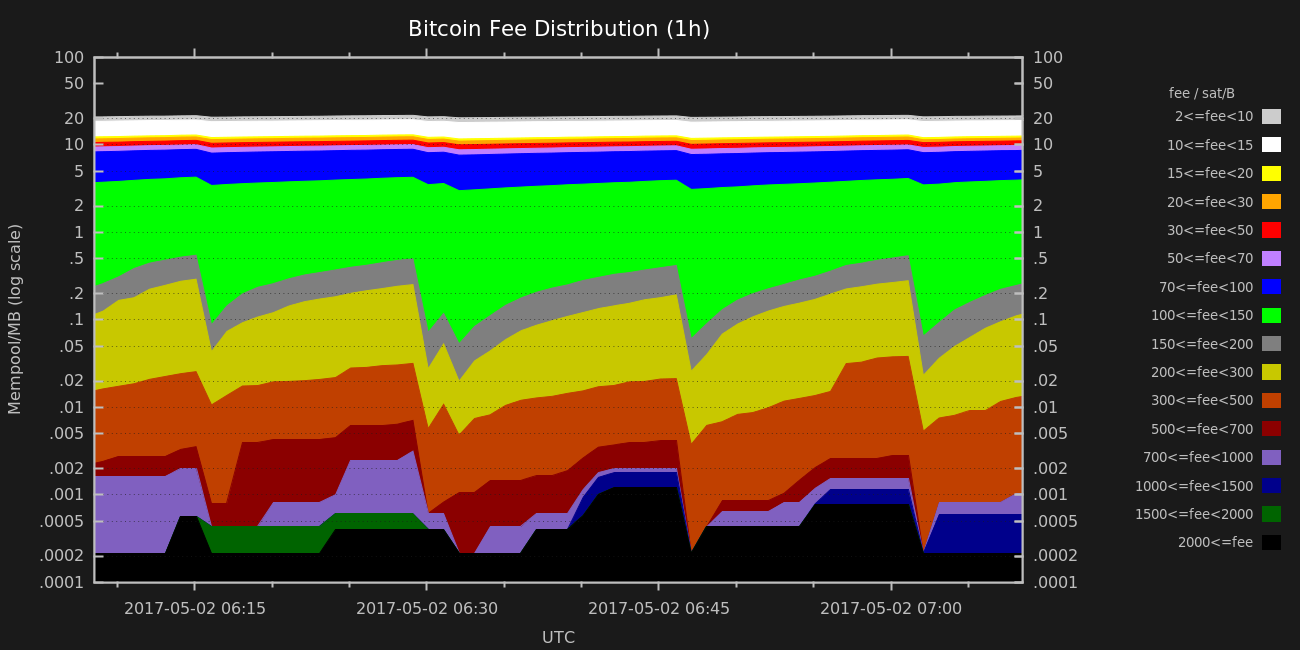 Bitcoin Fee Distribution (1h)
100
50
20
10
5
2
1
.5
.2
.1
.05
.02
.01
.005
.002
.001
.0005
.0002
.0001
Mempool/MB (log scale)
100
50
20
10
5
2
1
.5
.2
.1
.05
.02
.01
.005
.002
.001
.0005
.0002
.0001
2017-05-02 06:15
2017-05-02 06:30
2017-05-02 06:45
2017-05-02 07:00
UTC
fee / sat/B
2<=fee<10
10<=fee<15
15<=fee<20
20<=fee<30
30<=fee<50
50<=fee<70
70<=fee<100
100<=fee<150
150<=fee<200
200<=fee<300
300<=fee<500
500<=fee<700
700<=fee<1000
1000<=fee<1500
1500<=fee<2000
2000<=fee